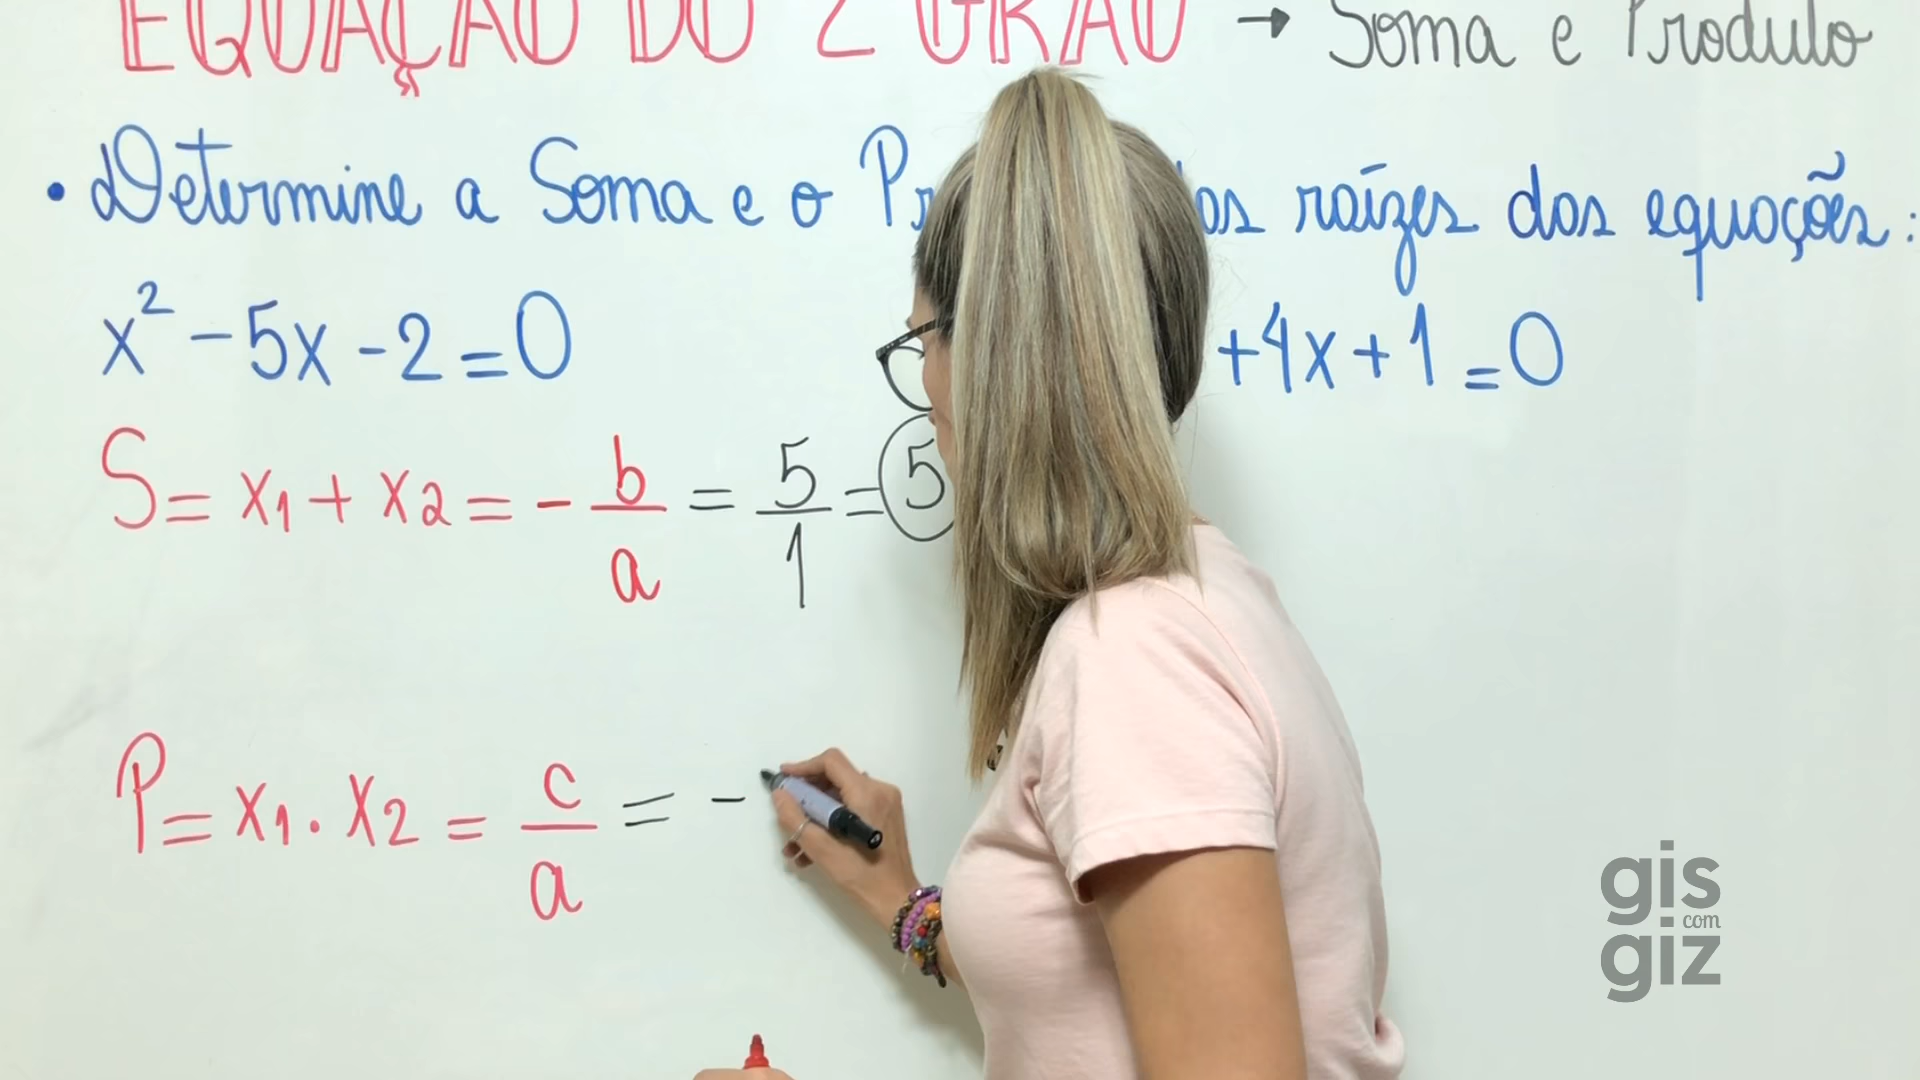 EQUAÇÃO DO 2 GRAU → Soma e Produto
• Determine a Soma e o raízes das equações:
x² - 5x - 2 = 0 +4x + 1 = 0
S = x₁ + x₂ = - b/a = 5/1 = 5
P = x₁ . x₂ = c/a = -
gis
com
giz